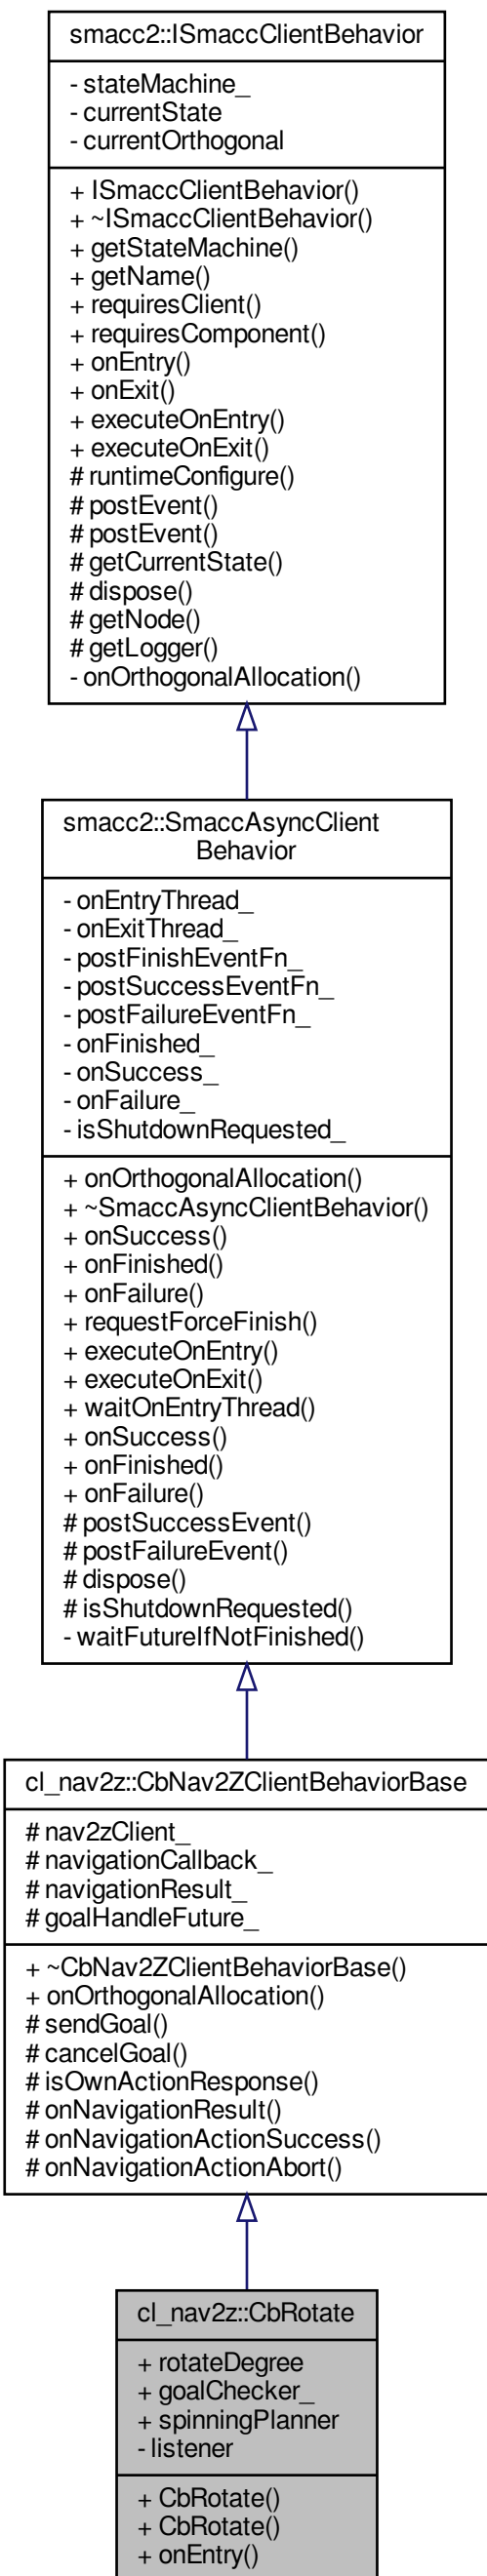 smacc2::ISmaccClientBehavior
- stateMachine_
- currentState
- currentOrthogonal
+ ISmaccClientBehavior()
+ ~ISmaccClientBehavior()
+ getStateMachine()
+ getName()
+ requiresClient()
+ requiresComponent()
+ onEntry()
+ onExit()
+ executeOnEntry()
+ executeOnExit()
# runtimeConfigure()
# postEvent()
# postEvent()
# getCurrentState()
# dispose()
# getNode()
# getLogger()
- onOrthogonalAllocation()
smacc2::SmaccAsyncClient
Behavior
- onEntryThread_
- onExitThread_
- postFinishEventFn_
- postSuccessEventFn_
- postFailureEventFn_
- onFinished_
- onSuccess_
- onFailure_
- isShutdownRequested_
+ onOrthogonalAllocation()
+ ~SmaccAsyncClientBehavior()
+ onSuccess()
+ onFinished()
+ onFailure()
+ requestForceFinish()
+ executeOnEntry()
+ executeOnExit()
+ waitOnEntryThread()
+ onSuccess()
+ onFinished()
+ onFailure()
# postSuccessEvent()
# postFailureEvent()
# dispose()
# isShutdownRequested()
- waitFutureIfNotFinished()
cl_nav2z::CbNav2ZClientBehaviorBase
# nav2zClient_
# navigationCallback_
# navigationResult_
# goalHandleFuture_
+ ~CbNav2ZClientBehaviorBase()
+ onOrthogonalAllocation()
# sendGoal()
# cancelGoal()
# isOwnActionResponse()
# onNavigationResult()
# onNavigationActionSuccess()
# onNavigationActionAbort()
cl_nav2z::CbRotate
+ rotateDegree
+ goalChecker_
+ spinningPlanner
- listener
+ CbRotate()
+ CbRotate()
+ onEntry()